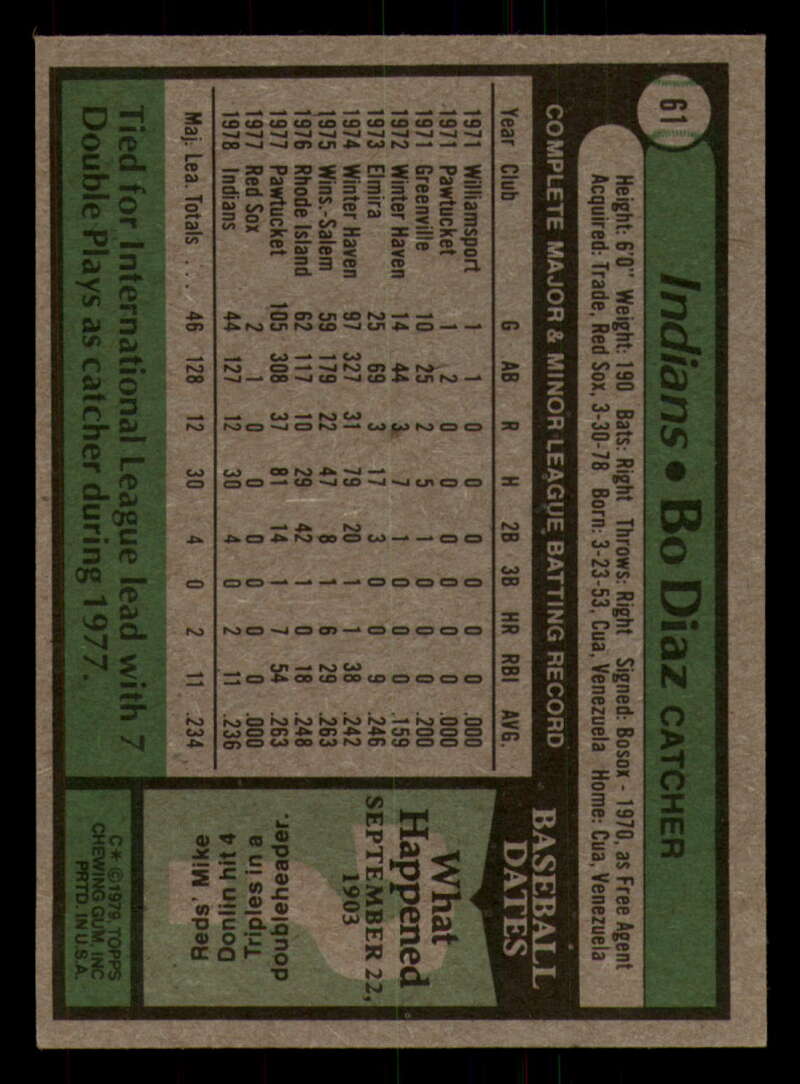 61
Indians • Bo Diaz CATCHER
Height: 6'0" Weight: 190 Bats: Right Throws: Right Signed: Bosox - 1970, as Free Agent
Acquired: Trade, Red Sox, 3-30-78 Born: 3-23-53, Cua, Venezuela Home: Cua, Venezuela
COMPLETE MAJOR & MINOR LEAGUE BATTING RECORD
Year Club G AB R H 2B 3B HR RBI AVG.
1971 Williamsport 1 1 0 0 0 0 0 0 .000
1971 Pawtucket 1 2 0 0 0 0 0 0 .000
1971 Greenville 10 25 2 5 1 0 0 0 .200
1972 Winter Haven 14 44 3 7 1 0 0 0 .159
1973 Elmira 25 69 3 17 3 0 0 9 .246
1974 Winter Haven 97 327 31 79 20 1 1 38 .242
1975 Wins.-Salem 59 179 22 47 8 1 6 29 .263
1976 Rhode Island 62 117 10 29 42 1 0 18 .248
1977 Pawtucket 105 308 37 81 14 1 7 54 .263
1977 Red Sox 2 1 0 0 0 0 0 0 .000
1978 Indians 44 127 12 30 4 0 2 11 .236
Maj. Lea. Totals . . . 46 128 12 30 4 0 2 11 .234
Tied for International League lead with 7
Double Plays as catcher during 1977.
BASEBALL
DATES
What
Happened
SEPTEMBER 22,
1903
Reds' Mike
Donlin hit 4
Triples in a
doubleheader.
C* ©1979, TOPPS
CHEWING GUM, INC
PRTD. IN U.S.A.